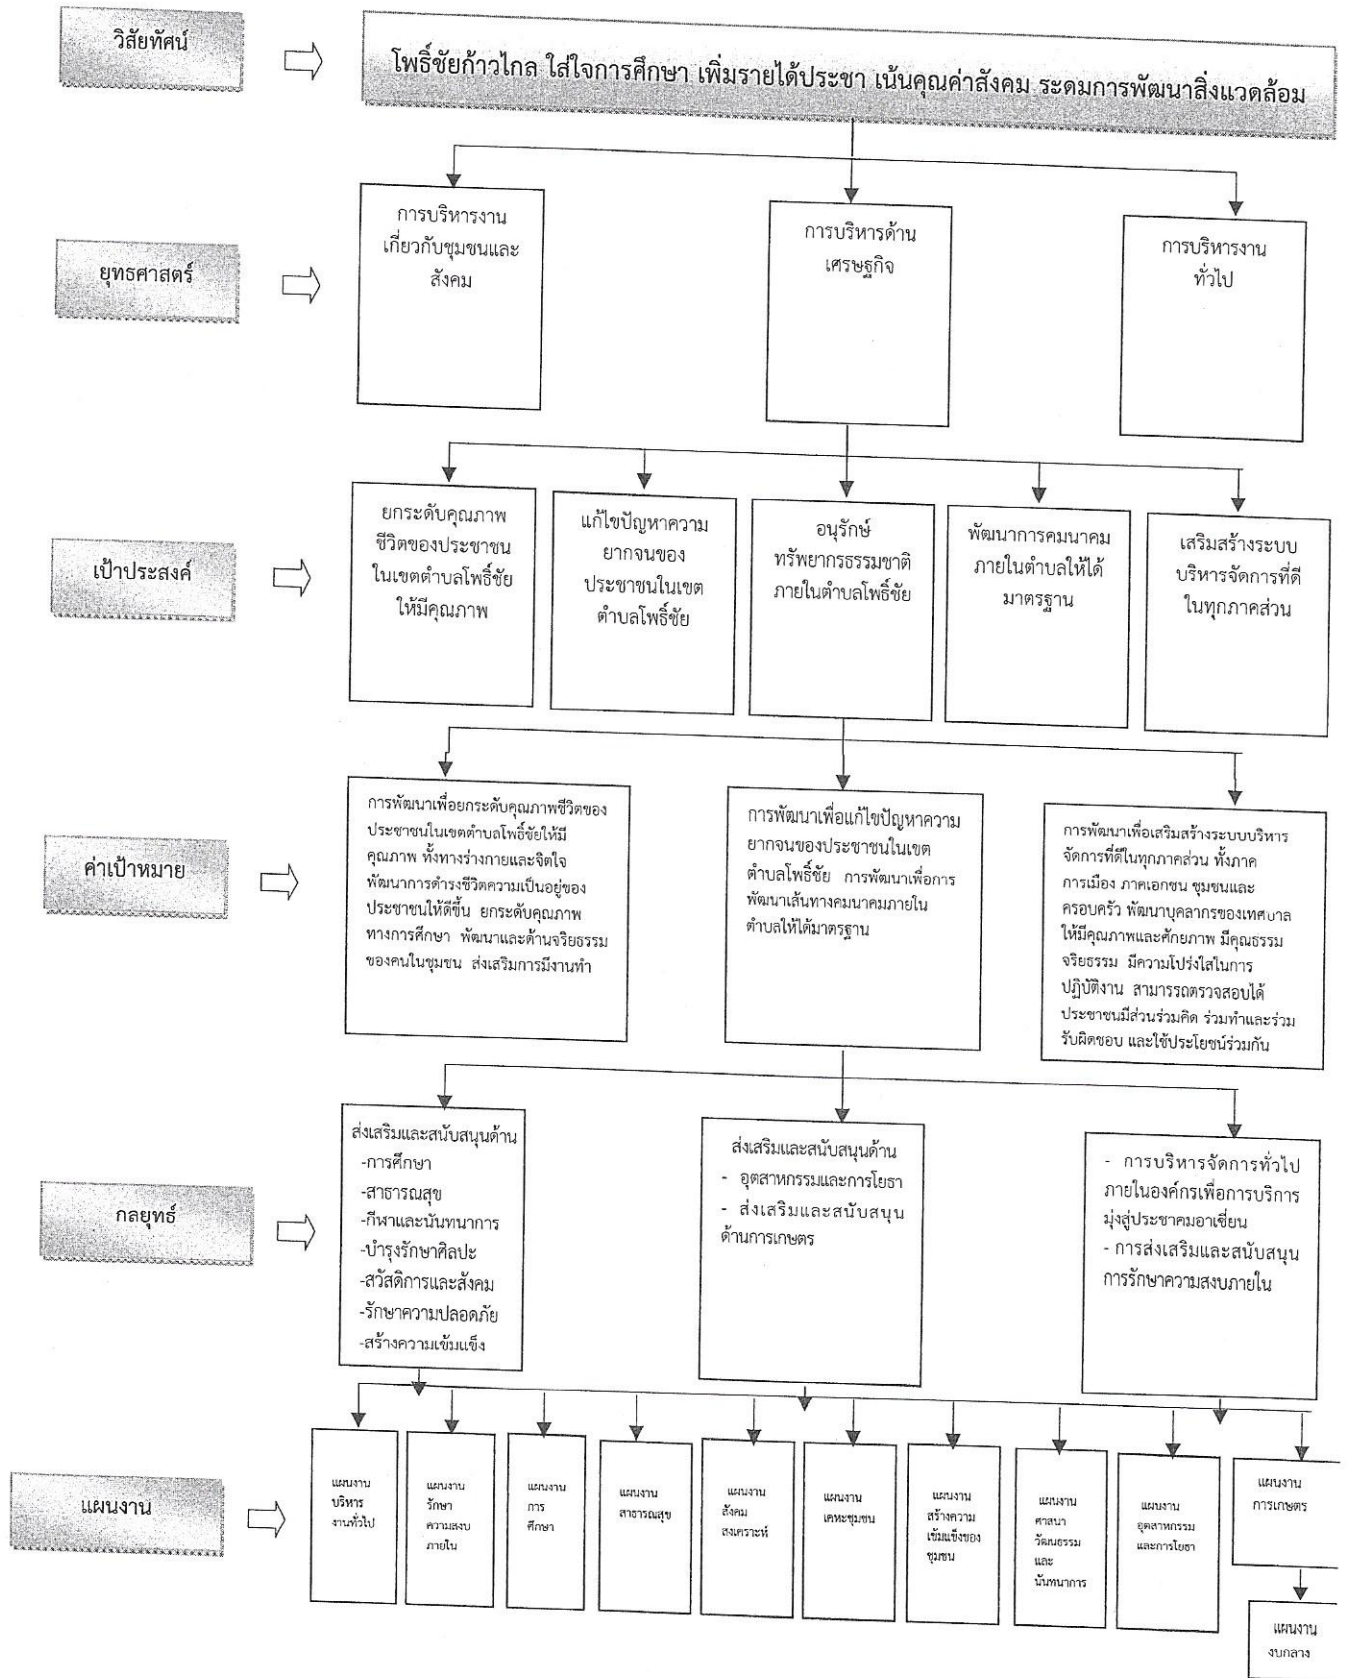 วิสัยทัศน์
โพธิ์ชัยก้าวไกล ใส่ใจการศึกษา เพิ่มรายได้ประชา เน้นคุณค่าสังคม ระดมการพัฒนาสิ่งแวดล้อม
ยุทธศาสตร์
การบริหารงาน
เกี่ยวกับชุมชนและ
สังคม
การบริหารด้าน
เศรษฐกิจ
การบริหารงาน
ทั่วไป
เป้าประสงค์
ยกระดับคุณภาพ
ชีวิตของประชาชน
ในเขตตำบลโพธิ์ชัย
ให้มีคุณภาพ
แก้ไขปัญหาความ
ยากจนของ
ประชาชนในเขต
ตำบลโพธิ์ชัย
อนุรักษ์
ทรัพยากรธรรมชาติ
ภายในตำบลโพธิ์ชัย
พัฒนาการคมนาคม
ภายในตำบลให้ได้
มาตรฐาน
เสริมสร้างระบบ
บริหารจัดการที่ดี
ในทุกภาคส่วน
ค่าเป้าหมาย
การพัฒนาเพื่อยกระดับคุณภาพชีวิตของ
ประชาชนในเขตตำบลโพธิ์ชัยให้มี
คุณภาพ ทั้งทางร่างกายและจิตใจ
พัฒนาการดำรงชีวิตความเป็นอยู่ของ
ประชาชนให้ดีขึ้น ยกระดับคุณภาพ
ทางการศึกษา พัฒนาและด้านจริยธรรม
ของคนในชุมชน ส่งเสริมการมีงานทำ
การพัฒนาเพื่อแก้ไขปัญหาความ
ยากจนของประชาชนในเขต
ตำบลโพธิ์ชัย การพัฒนาเพื่อการ
พัฒนาเส้นทางคมนาคมภายใน
ตำบลให้ได้มาตรฐาน
การพัฒนาเพื่อเสริมสร้างระบบบริหาร
จัดการที่ดีในทุกภาคส่วน ทั้งภาค
การเมือง ภาคเอกชน ชุมชนและ
ครอบครัว พัฒนาบุคลากรของเทศบาล
ให้มีคุณภาพและศักยภาพ มีคุณธรรม
จริยธรรม มีความโปร่งใสในการ
ปฏิบัติงาน สามารรถตรวจสอบได้
ประชาชนมีส่วนร่วมคิด ร่วมทำและร่วม
รับผิดชอบ และใช้ประโยชน์ร่วมกัน
กลยุทธ์
ส่งเสริมและสนับสนุนด้าน
-การศึกษา
-สาธารณสุข
-กีฬาและนันทนาการ
-บำรุงรักษาศิลปะ
-สวัสดิการและสังคม
-รักษาความปลอดภัย
-สร้างความเข้มแข็ง
ส่งเสริมและสนับสนุนด้าน
- อุตสาหกรรมและการโยธา
- ส่งเสริมและสนับสนุน
ด้านการเกษตร
- การบริหารจัดการทั่วไป
ภายในองค์กรเพื่อการบริการ
มุ่งสู่ประชาคมอาเซี่ยน
- การส่งเสริมและสนับสนุน
การรักษาความสงบภายใน
แผนงาน
แผนงาน
บริหาร
งานทั่วไป
แผนงาน
รักษา
ความสงบ
ภายใน
แผนงาน
การ
ศึกษา
แผนงาน
สาธารณสุข
แผนงาน
สังคม
สงเคราะห์
แผนงาน
เคหะชุมชน
แผนงาน
สร้างความ
เข้มแข็งของ
ชุมชน
แผนงาน
ศาสนา
วัฒนธรรม
และ
นันทนาการ
แผนงาน
อุตสาหกรรม
และการโยธา
แผนงาน
การเกษตร
แผนงาน
งบกลาง